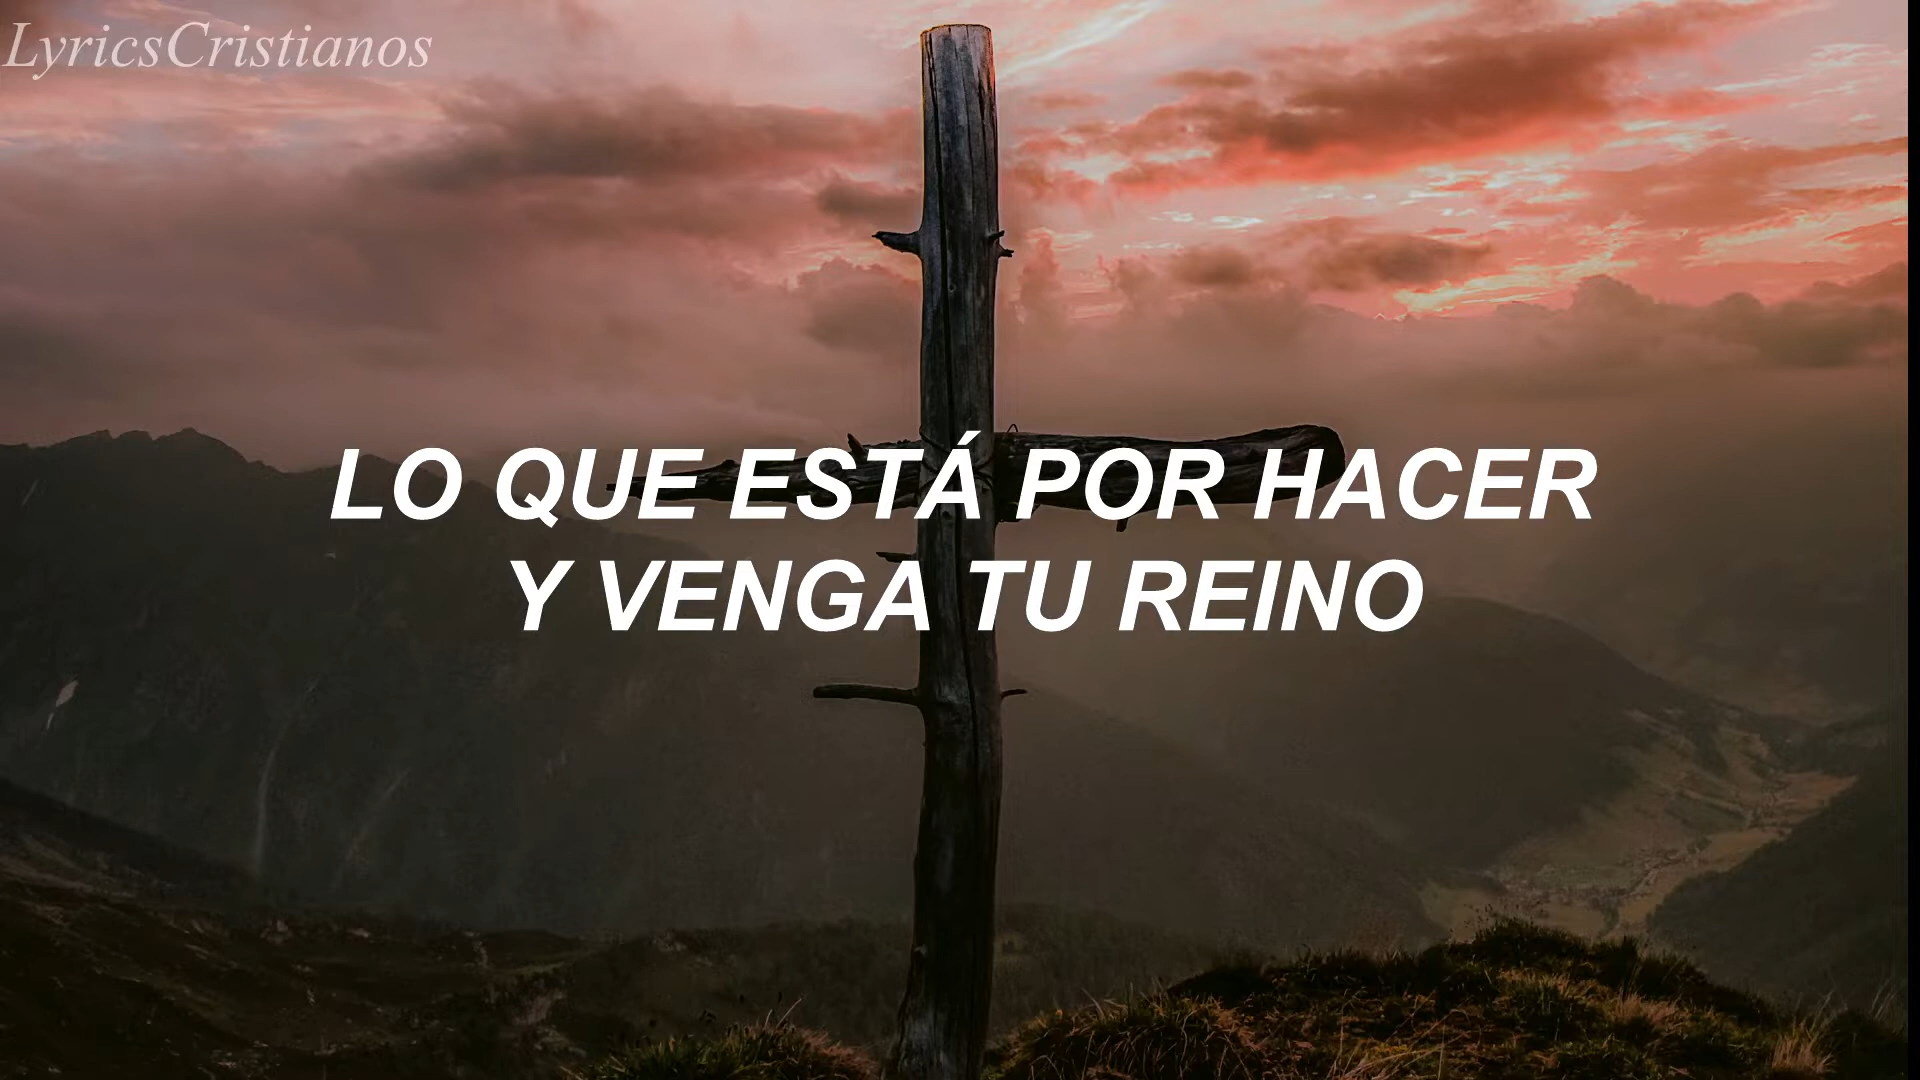 LyricsCristianos
LO QUE ESTÁ POR HACER
Y VENGA TU REINO